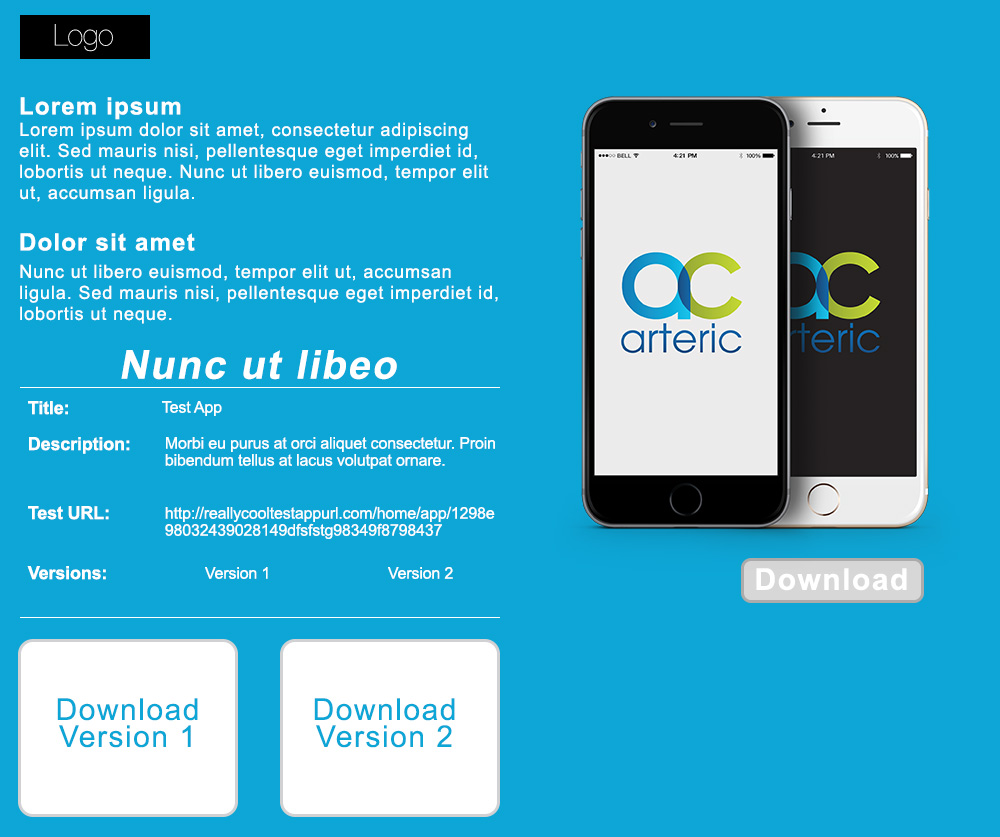 Logo
Lorem ipsum
Lorem ipsum dolor sit amet, consectetur adipiscing
elit. Sed mauris nisi, pellentesque eget imperdiet id,
lobortis ut neque. Nunc ut libero euismod, tempor elit
ut, accumsan ligula.
Dolor sit amet
Nunc ut libero euismod, tempor elit ut, accumsan
ligula. Sed mauris nisi, pellentesque eget imperdiet id,
lobortis ut neque.
Nunc ut libeo
Title: Test App
Description: Morbi eu purus at orci aliquet consectetur. Proin
bibendum tellus at lacus volutpat ornare.
Test URL: http://reallycooltestappurl.com/home/app/1298e
98032439028149dfsfstg98349f8798437
Versions: Version 1 Version 2
Download
Version 1
Download
Version 2
BELL 4:21 PM 100%
ac
arteric
4:21 PM 100%
ac
rteric
Download